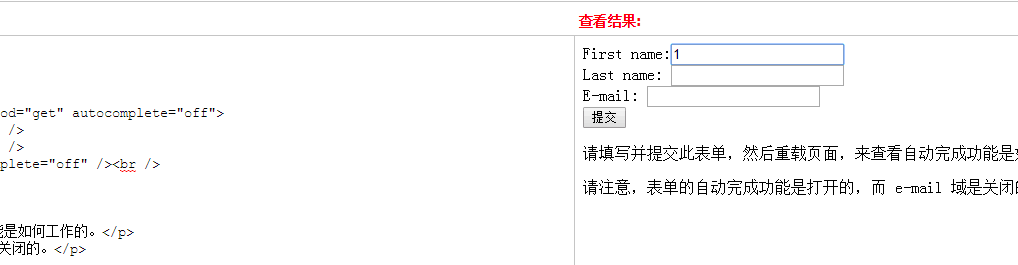 查看结果:
od="get" autocomplete="off">
/>
/>
plete="off" /><br />
是如何工作的。</p>
关闭的。</p>
First name:1
Last name:
E-mail:
提交
请填写并提交此表单，然后重载页面，来查看自动完成功能是
请注意，表单的自动完成功能是打开的，而 e-mail 域是关闭